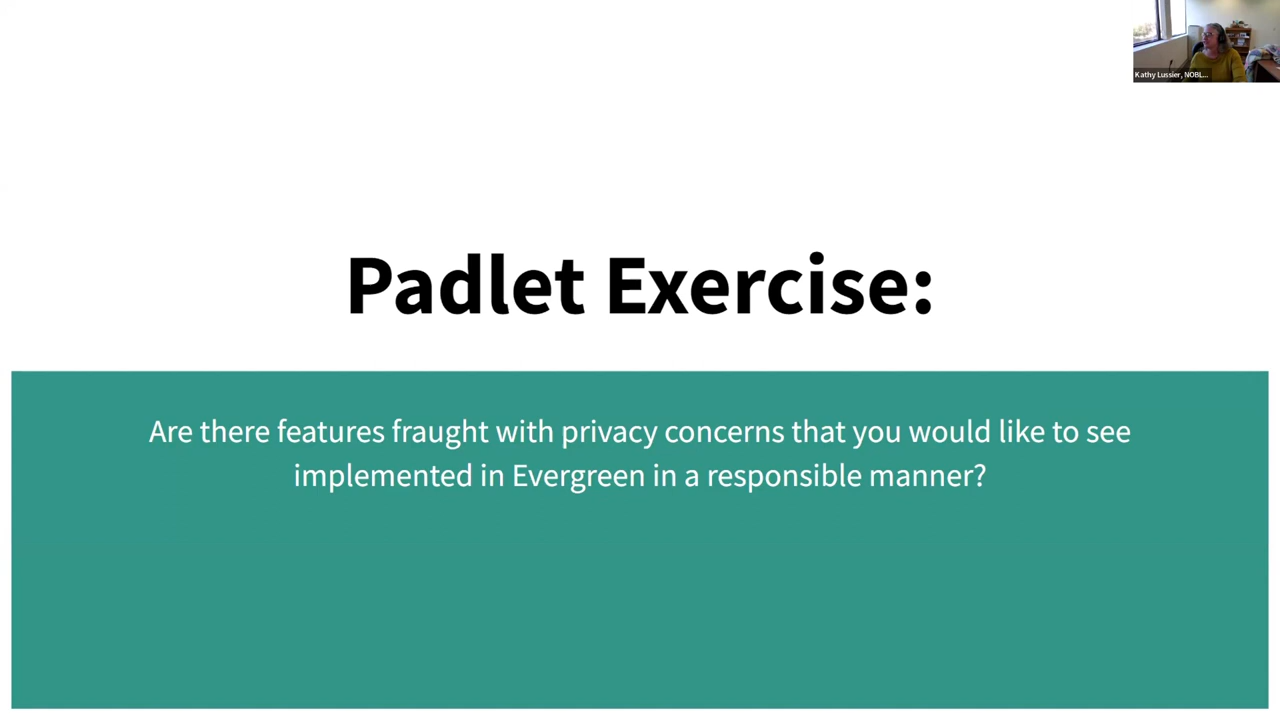 Kathy Lussier, NOBL...
Padlet Exercise:
Are there features fraught with privacy concerns that you would like to see
implemented in Evergreen in a responsible manner?